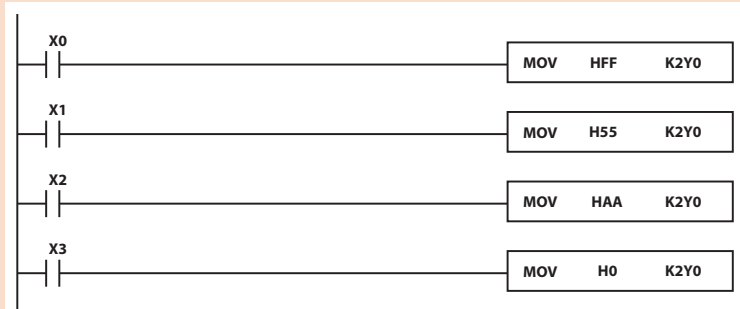 X0
MOV HFF K2Y0
X1
MOV H55 K2Y0
X2
MOV HAA K2Y0
X3
MOV H0 K2Y0